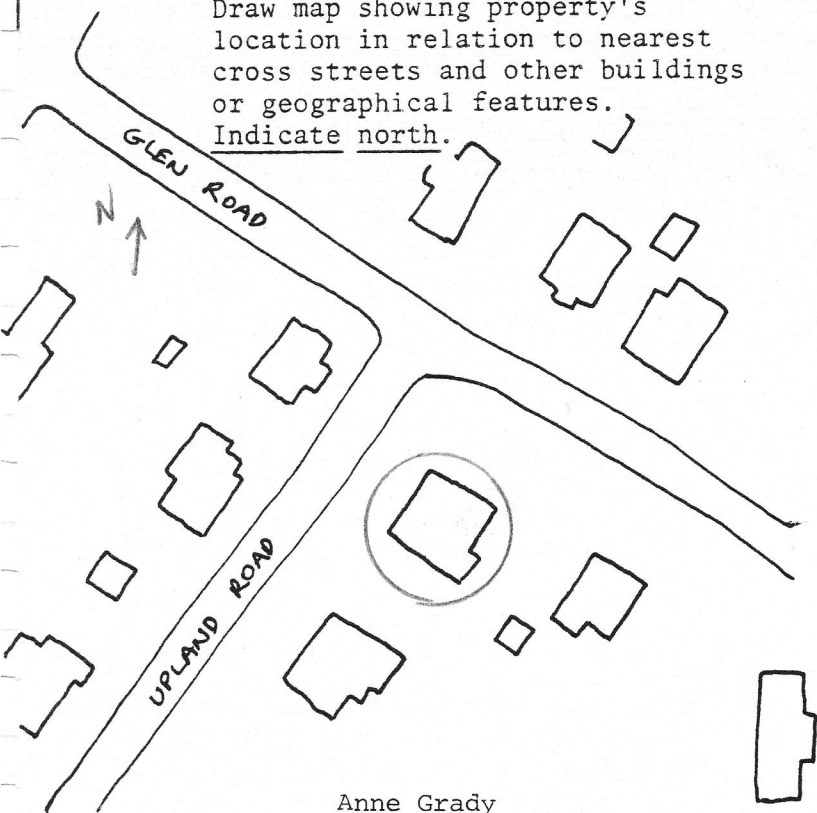 Draw map showing property's
location in relation to nearest
cross streets and other buildings
or geographical features.
Indicate north.
GLEN ROAD
N
UPLAND ROAD
Anne Grady